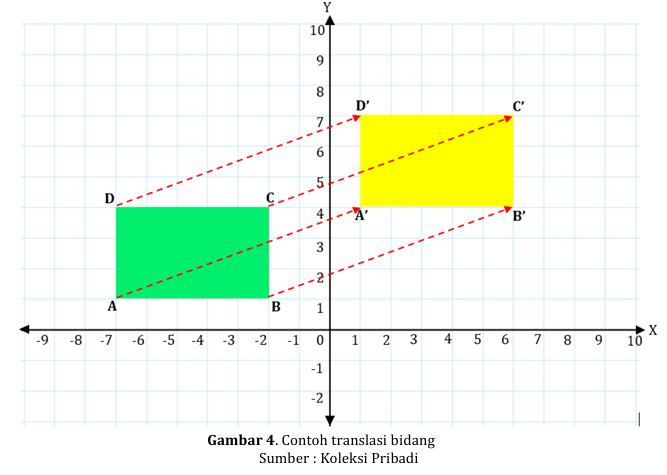 Y
10
9
8
D' C'
7
6
D C 5
4
A' B'
3
2
A B 1
-9 -8 -7 -6 -5 -4 -3 -2 -1 0 1 2 3 4 5 6 7 8 9 10 X
-1
-2
Gambar 4. Contoh translasi bidang
Sumber : Koleksi Pribadi